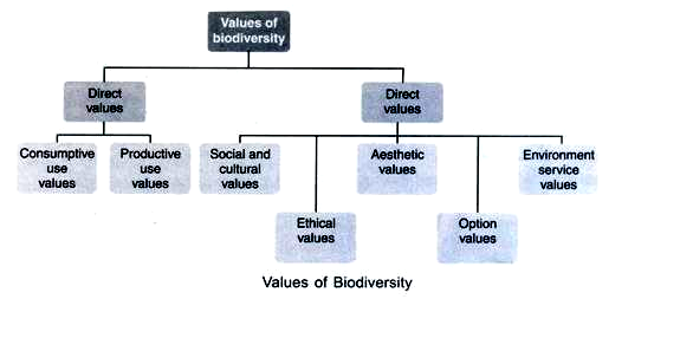 Values of
biodiversity
Direct
values
Direct
values
Consumptive
use
values
Productive
use
values
Social and
cultural
values
Aesthetic
values
Environment
service
values
Ethical
values
Option
values
Values of Biodiversity